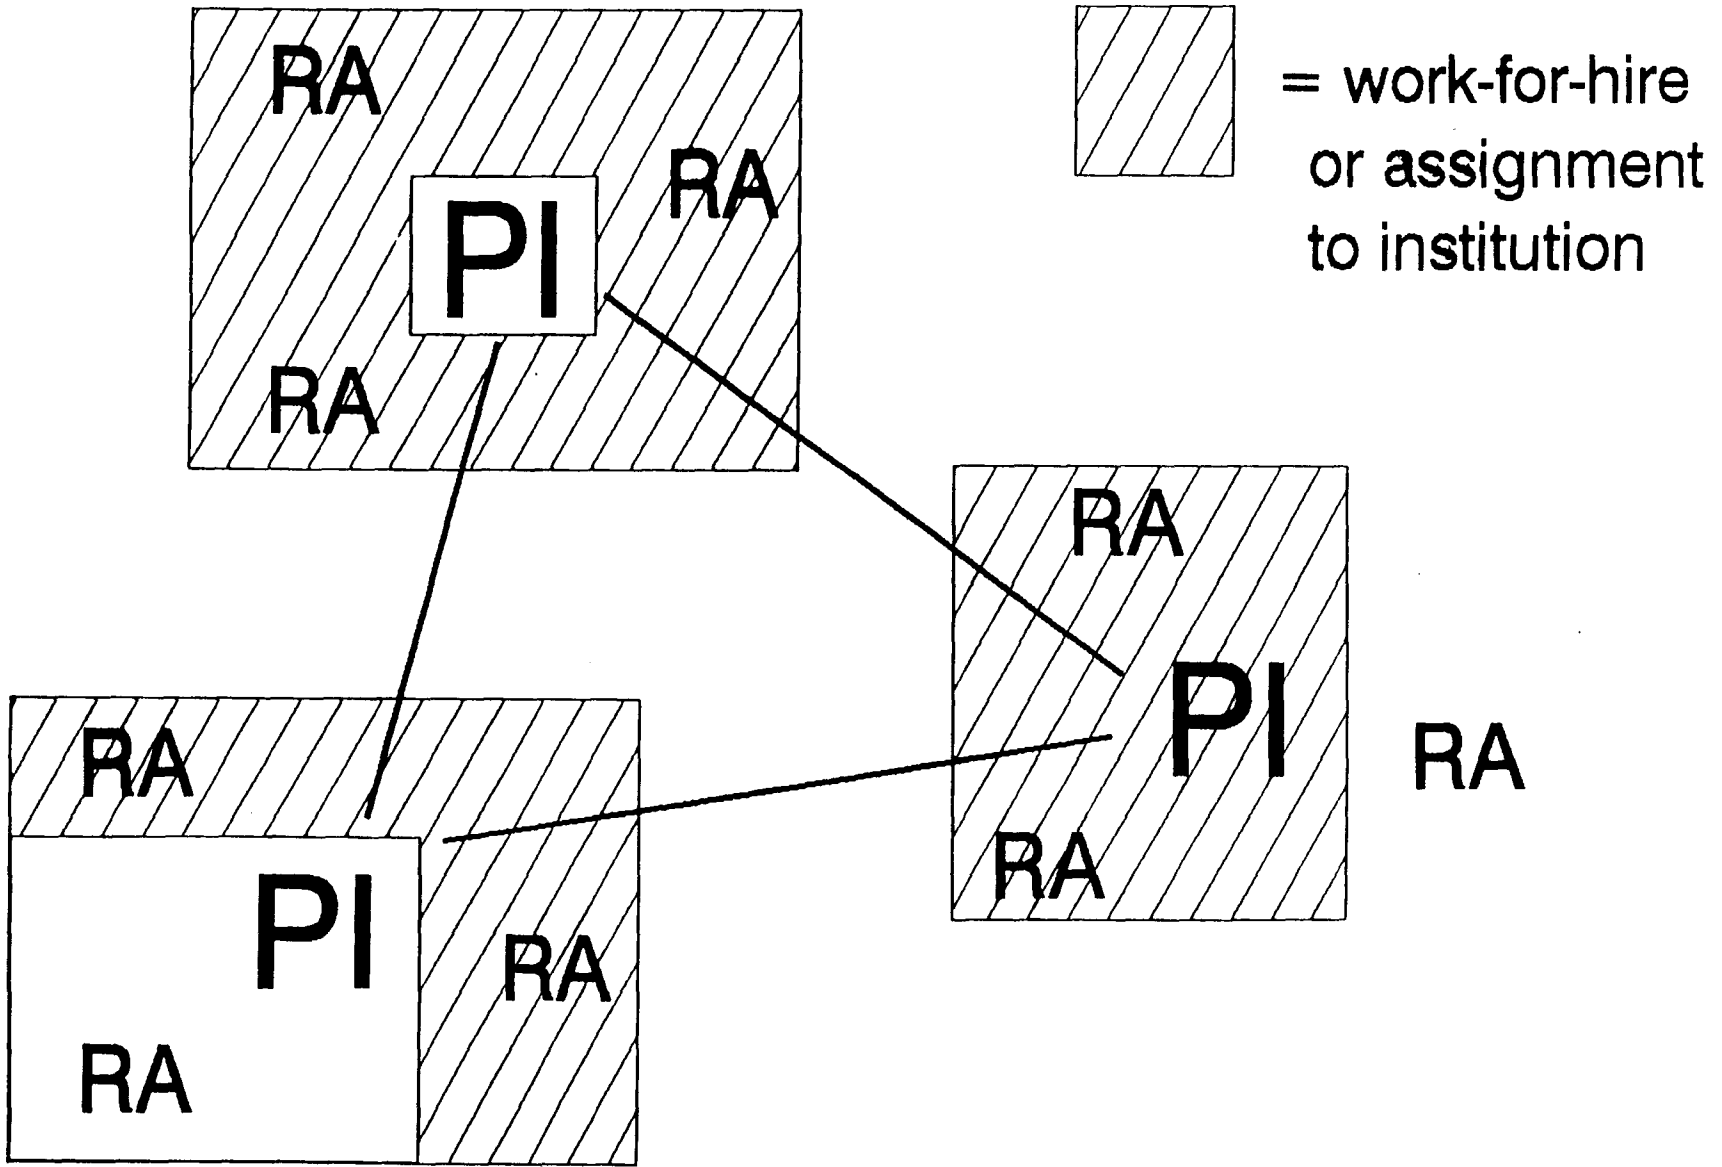 RA
= work-for-hire
or assignment
to institution
RA
PI
RA
RA
PI
RA
RA
RA
PI
RA
RA